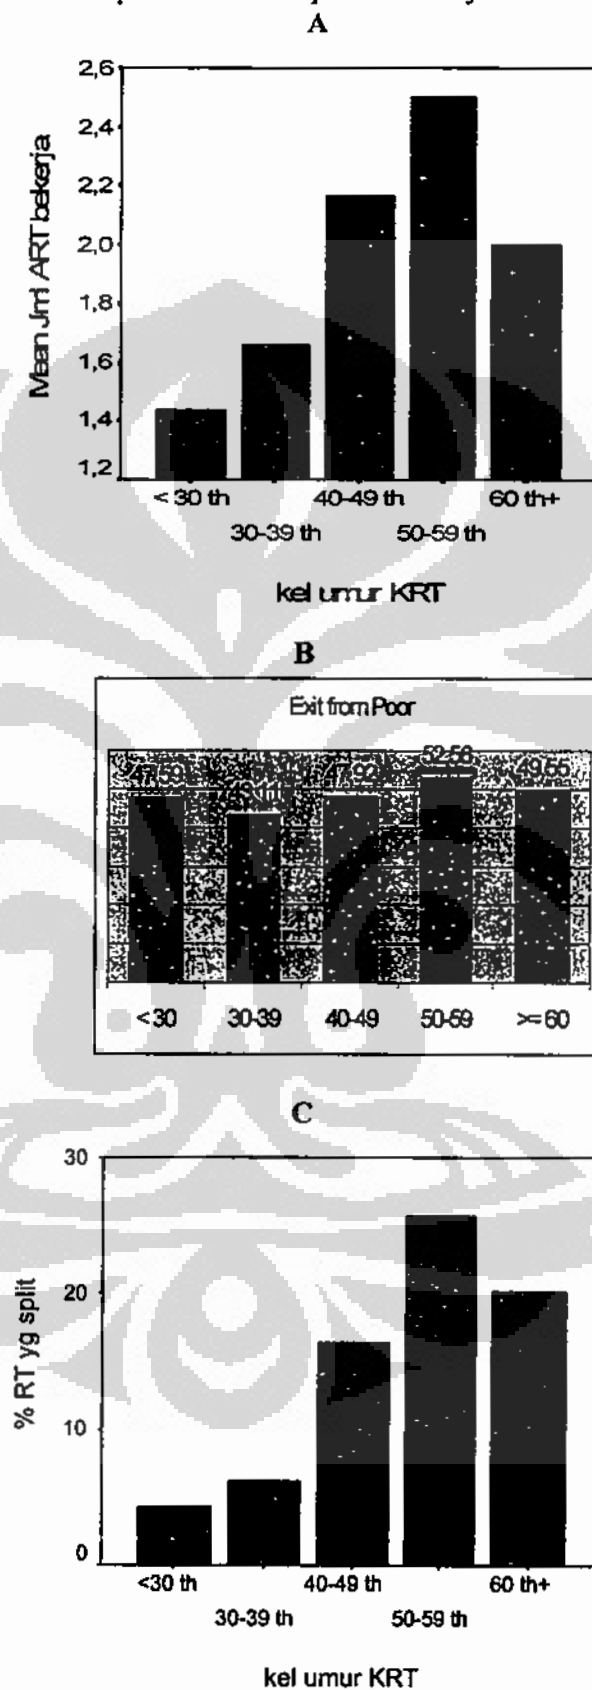 A
2,6
2,4
2,2
2,0
1,8
1,6
1,4
1,2
Mean Jml ART bekerja
< 30 th 40-49 th 60 th+
30-39 th 50-59 th
kel umur KRT
B
Exit from Poor
47,59 47,92 52,56 49,55
<30 30-39 40-49 50-59 >=60
C
30
20
10
0
% RT yg split
<30 th 40-49 th 60 th+
30-39 th 50-59 th
kel umur KRT